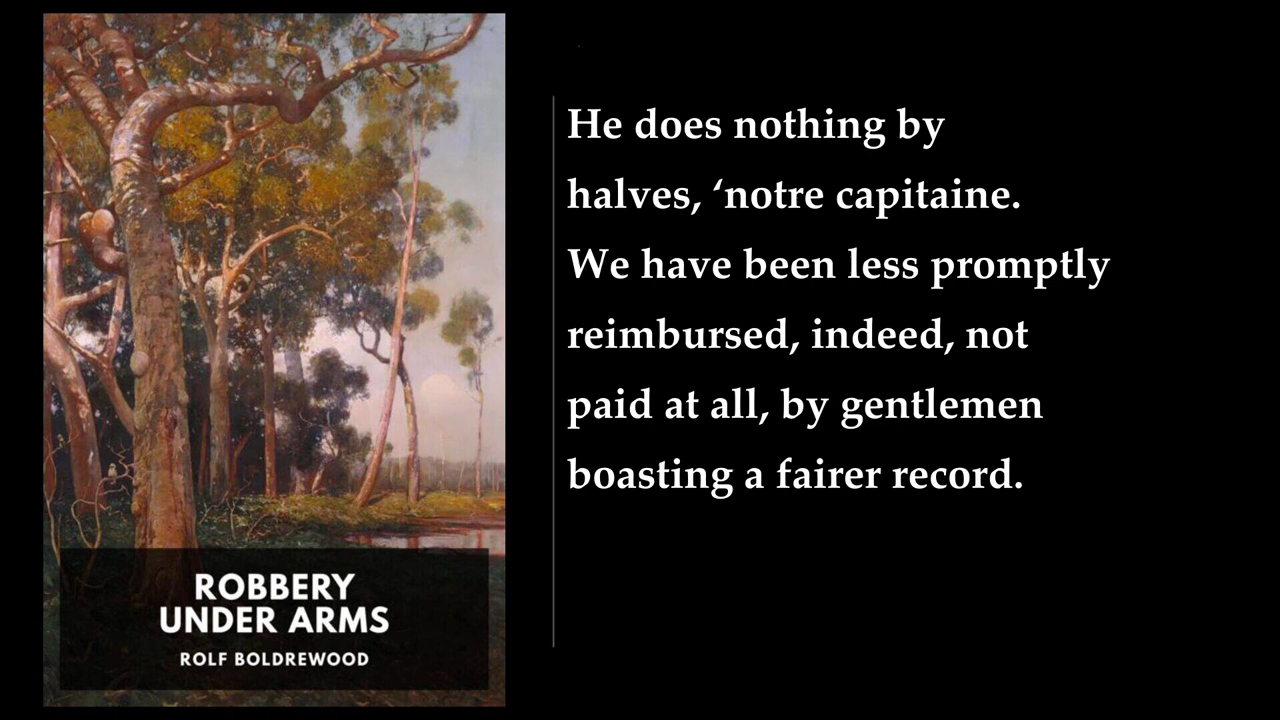 He does nothing by
halves, ‘notre capitaine.
We have been less promptly
reimbursed, indeed, not
paid at all, by gentlemen
boasting a fairer record.
ROBBERY
UNDER ARMS
ROLF BOLDREWOOD